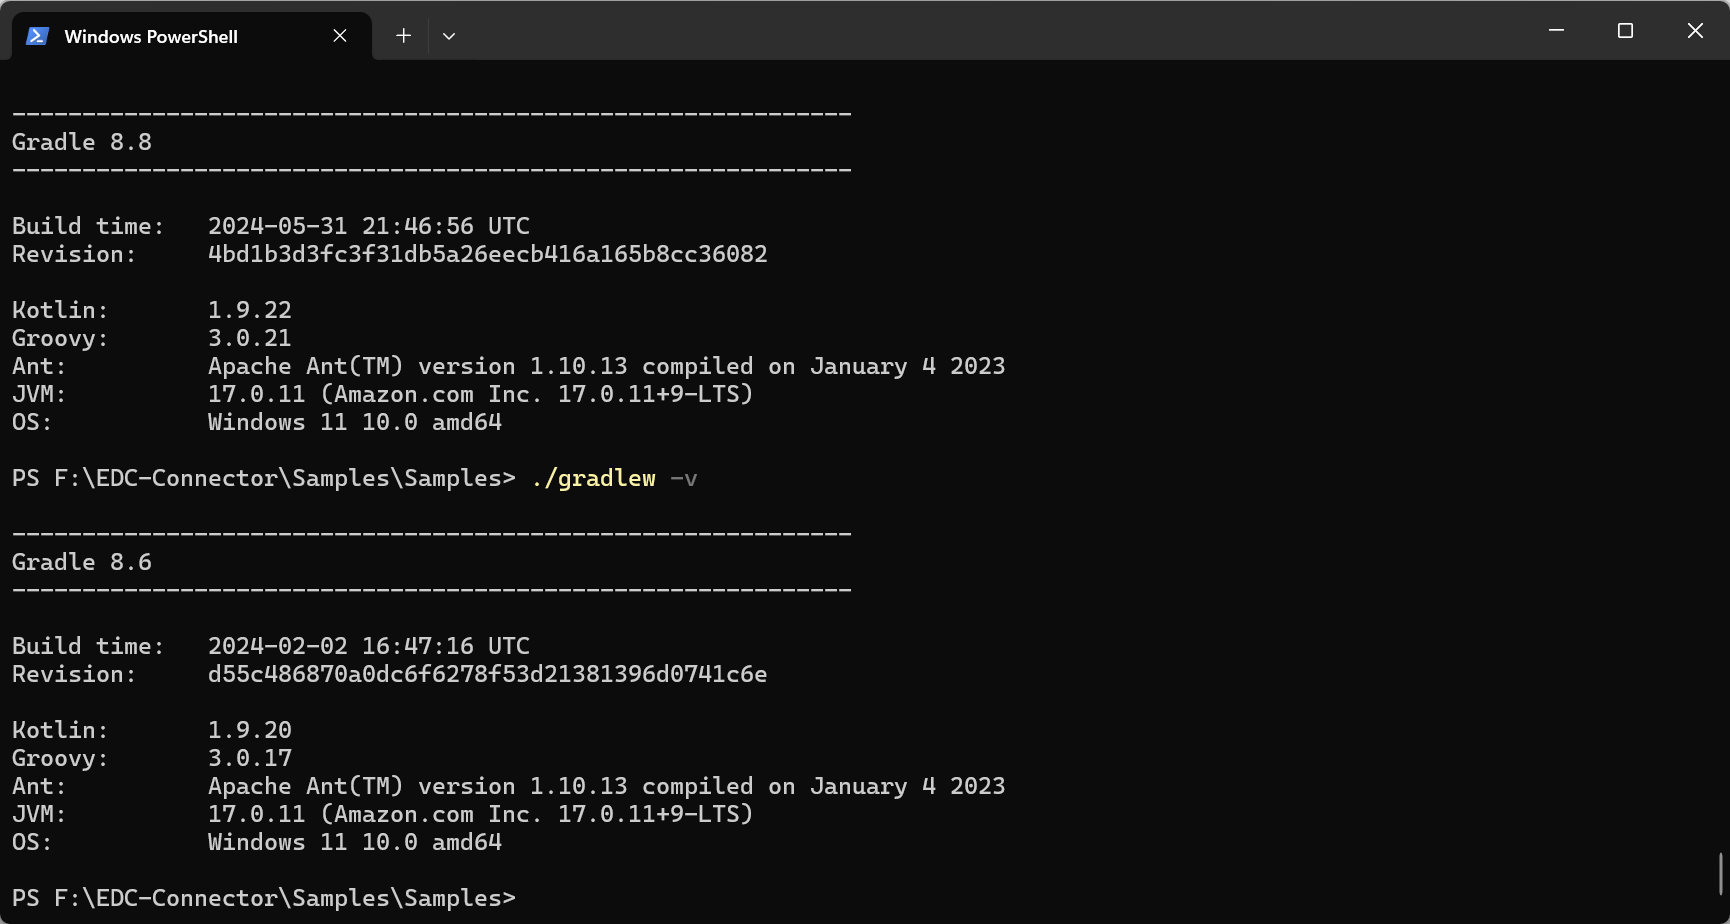 Windows PowerShell
------------------------------------------------------------
Gradle 8.8
------------------------------------------------------------
Build time:   2024-05-31 21:46:56 UTC
Revision:     4bd1b3d3fc3f31db5a26eecb416a165b8cc36082
Kotlin:       1.9.22
Groovy:       3.0.21
Ant:          Apache Ant(TM) version 1.10.13 compiled on January 4 2023
JVM:          17.0.11 (Amazon.com Inc. 17.0.11+9-LTS)
OS:           Windows 11 10.0 amd64
PS F:\EDC-Connector\Samples\Samples> ./gradlew -v
------------------------------------------------------------
Gradle 8.6
------------------------------------------------------------
Build time:   2024-02-02 16:47:16 UTC
Revision:     d55c486870a0dc6f6278f53d21381396d0741c6e
Kotlin:       1.9.20
Groovy:       3.0.17
Ant:          Apache Ant(TM) version 1.10.13 compiled on January 4 2023
JVM:          17.0.11 (Amazon.com Inc. 17.0.11+9-LTS)
OS:           Windows 11 10.0 amd64
PS F:\EDC-Connector\Samples\Samples>